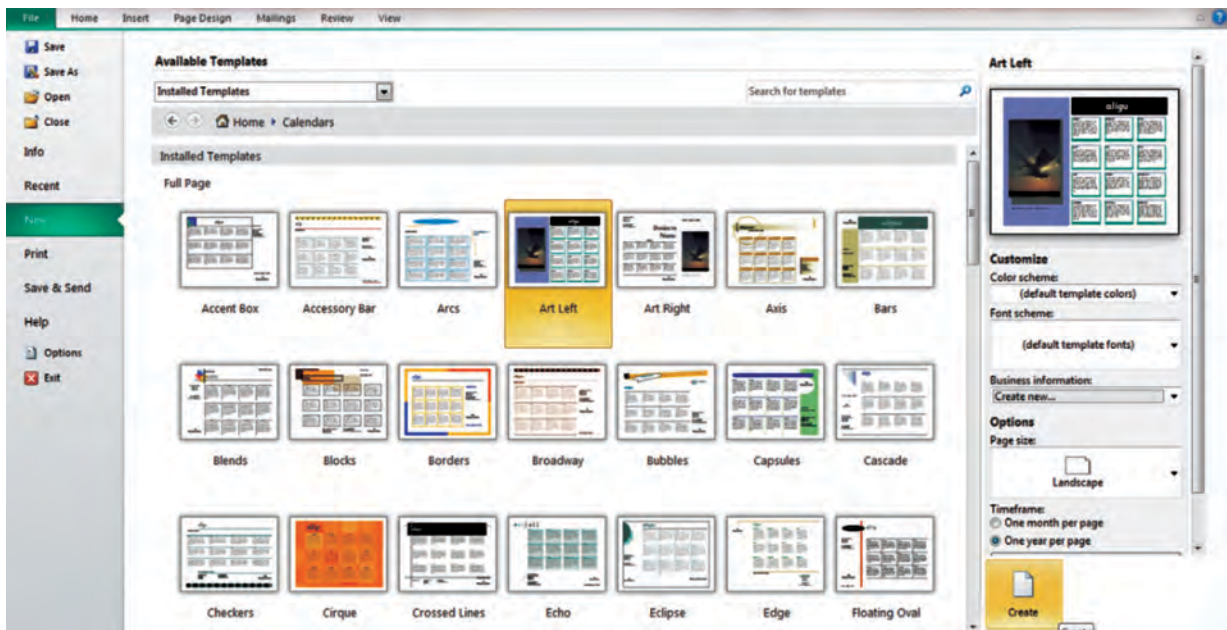 File Home Insert Page Design Mailings Review View
Save
Save As
Open
Close
Info
Recent
New
Print
Save & Send
Help
Options
Exit
Available Templates
Installed Templates
Search for templates
Home Calendars
Installed Templates
Full Page
Accent Box Accessory Bar Arcs Art Left Art Right Axis Bars
Blends Blocks Borders Broadway Bubbles Capsules Cascade
Checkers Cirque Crossed Lines Echo Eclipse Edge Floating Oval
Art Left
aligu
Customize
Color scheme:
(default template colors)
Font scheme:
(default template fonts)
Business information:
Create new...
Options
Page size:
Landscape
Timeframe:
One month per page
One year per page
Create